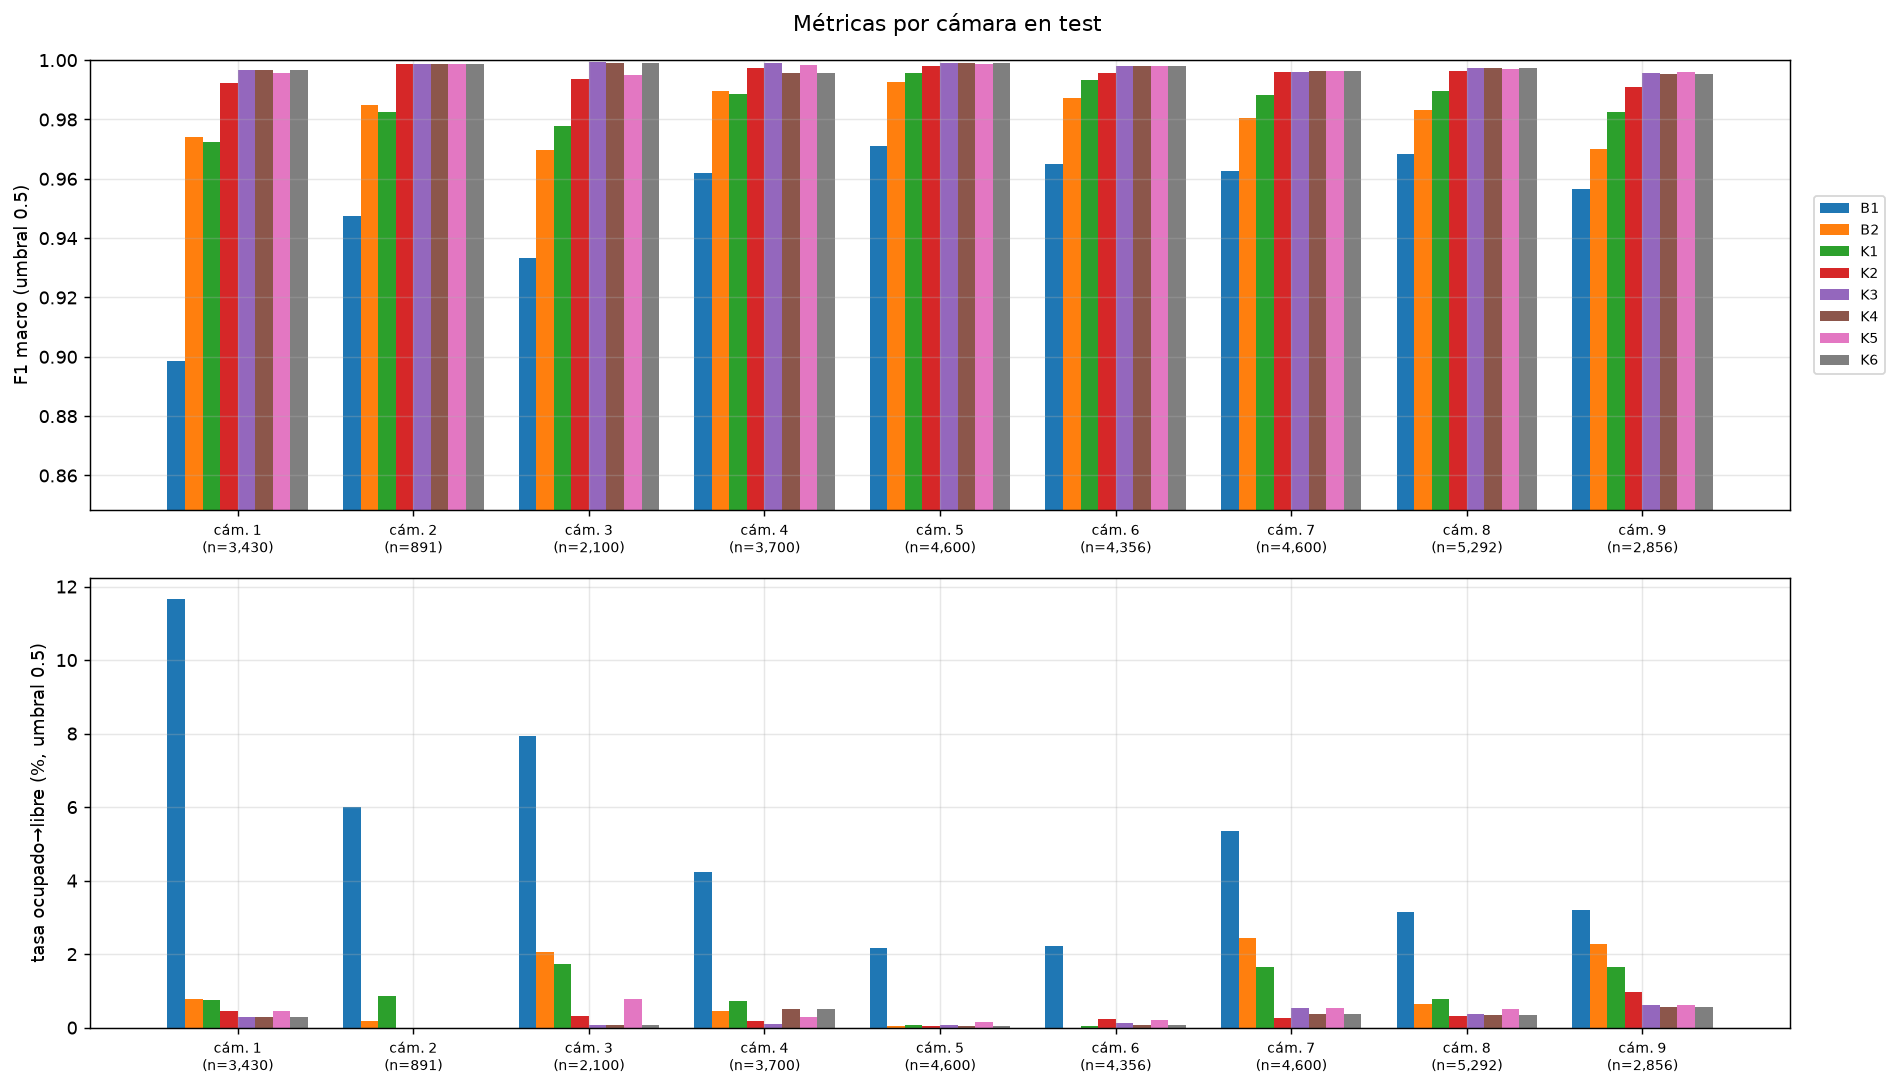 Métricas por cámara en test
F1 macro (umbral 0.5)
1.00
0.98
0.96
0.94
0.92
0.90
0.88
0.86
cám. 1
(n=3,430)
cám. 2
(n=891)
cám. 3
(n=2,100)
cám. 4
(n=3,700)
cám. 5
(n=4,600)
cám. 6
(n=4,356)
cám. 7
(n=4,600)
cám. 8
(n=5,292)
cám. 9
(n=2,856)
B1
B2
K1
K2
K3
K4
K5
K6
tasa ocupado→libre (%, umbral 0.5)
12
10
8
6
4
2
0
cám. 1
(n=3,430)
cám. 2
(n=891)
cám. 3
(n=2,100)
cám. 4
(n=3,700)
cám. 5
(n=4,600)
cám. 6
(n=4,356)
cám. 7
(n=4,600)
cám. 8
(n=5,292)
cám. 9
(n=2,856)